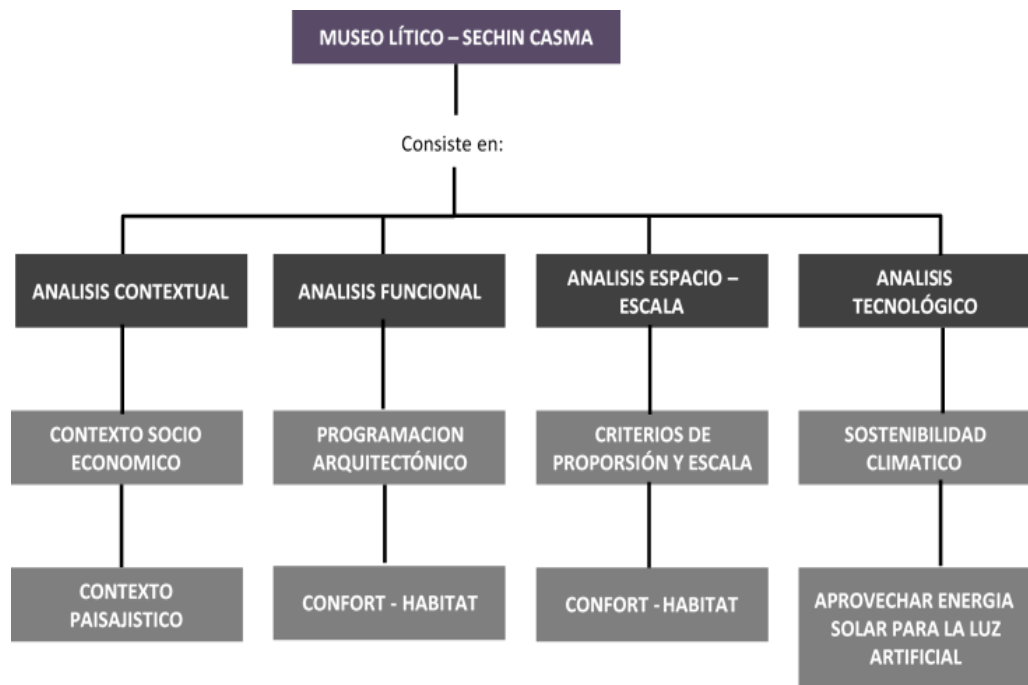 MUSEO LÍTICO – SECHIN CASMA
Consiste en:
ANALISIS CONTEXTUAL
ANALISIS FUNCIONAL
ANALISIS ESPACIO –
ESCALA
ANALISIS
TECNOLÓGICO
CONTEXTO SOCIO
ECONOMICO
PROGRAMACION
ARQUITECTÓNICO
CRITERIOS DE
PROPORSIÓN Y ESCALA
SOSTENIBILIDAD
CLIMATICO
CONTEXTO
PAISAJISTICO
CONFORT - HABITAT
CONFORT - HABITAT
APROVECHAR ENERGIA
SOLAR PARA LA LUZ
ARTIFICIAL